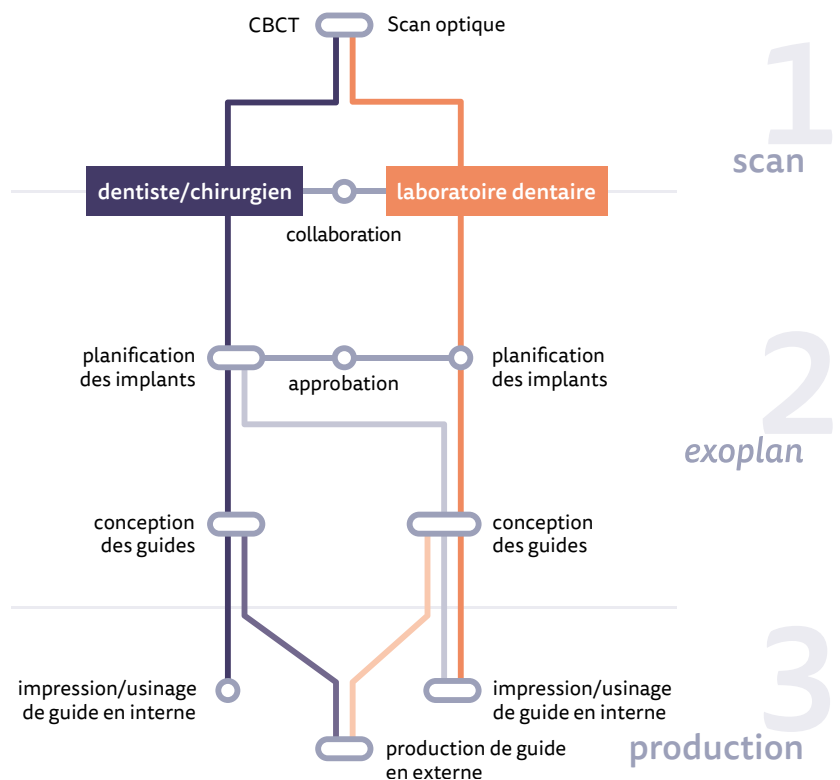 CBCT
Scan optique
1
scan
dentiste/chirurgien
laboratoire dentaire
collaboration
planification
des implants
approbation
planification
des implants
2
exoplan
conception
des guides
conception
des guides
impression/usinage
de guide en interne
impression/usinage
de guide en interne
3
production
production de guide
en externe